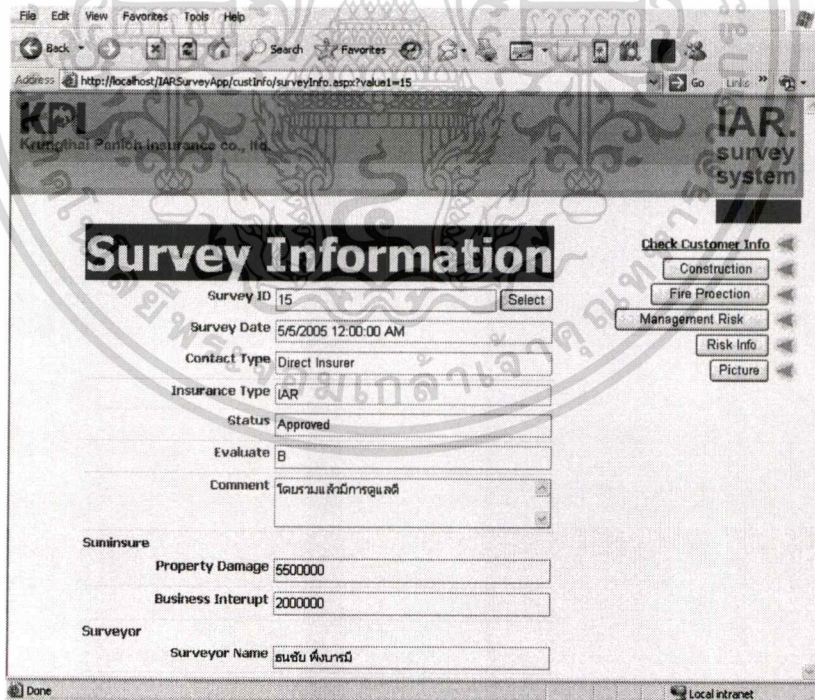 File Edit View Favorites Tools Help
Back Search Favorites
Address http://localhost/IARSurveyApp/custInfo/surveyInfo.aspx?value1=15 Go Links »
KPI
Krungthai Panich Insurance co., ltd.
IAR.
survey
system
Survey Information
Check Customer Info
Construction
Fire Proection
Management Risk
Risk Info
Picture
Survey ID 15 Select
Survey Date 5/5/2005 12:00:00 AM
Contact Type Direct Insurer
Insurance Type IAR
Status Approved
Evaluate B
Comment โดยรวมแล้วมีการดูแลดี
Suminsure
Property Damage 5500000
Business Interupt 2000000
Surveyor
Surveyor Name ธนชัย พึ่งบารมี
Done Local intranet